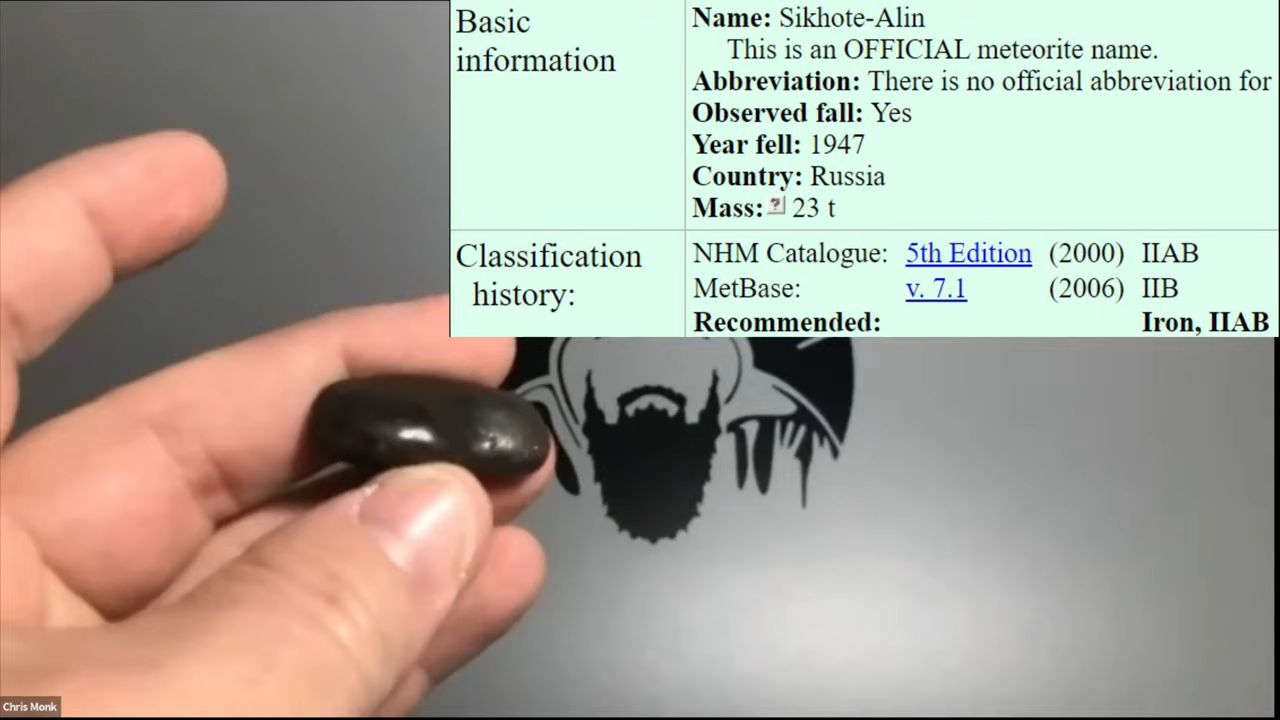 Basic
information
Name: Sikhote-Alin
This is an OFFICIAL meteorite name.
Abbreviation: There is no official abbreviation for
Observed fall: Yes
Year fell: 1947
Country: Russia
Mass: ? 23 t
Classification
history:
NHM Catalogue: 5th Edition (2000) IIAB
MetBase: v. 7.1 (2006) IIB
Recommended: Iron, IIAB
Chris Monk